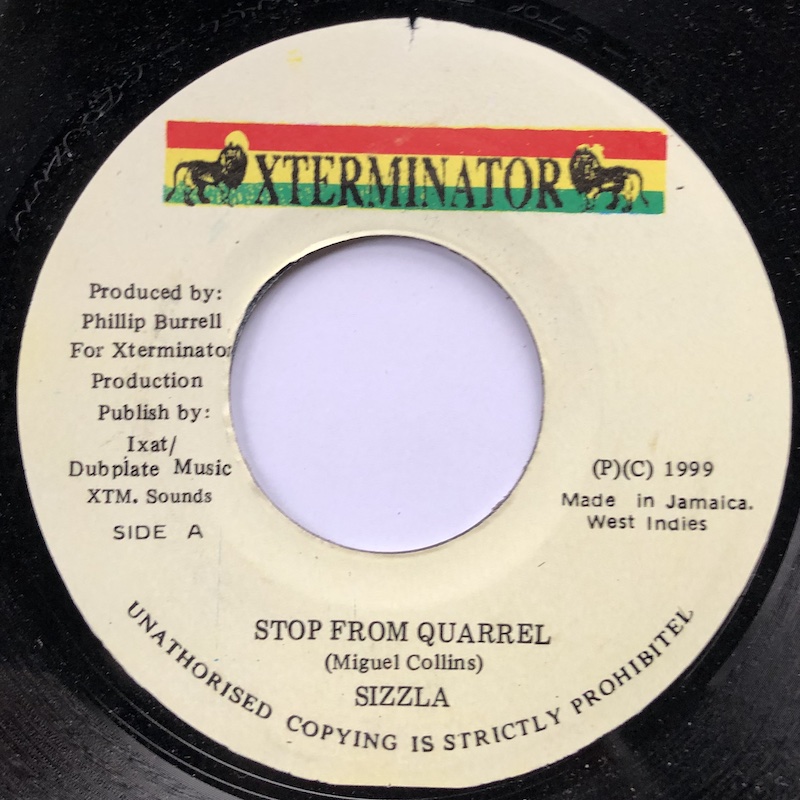 XTERMINATOR
Produced by:
Phillip Burrell
For Xterminator
Production
Publish by:
Ixat/
Dubplate Music
XTM. Sounds
SIDE A
(P)(C) 1999
Made in Jamaica.
West Indies
STOP FROM QUARREL
(Miguel Collins)
SIZZLA
UNATHORISED COPYING IS STRICTLY PROHIBITEL